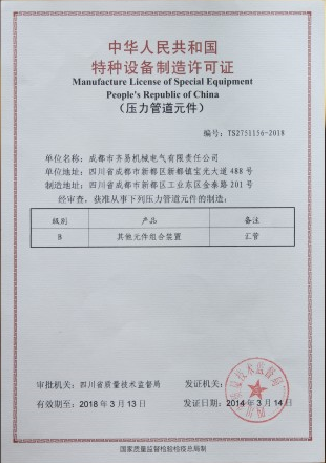 中华人民共和国
特种设备制造许可证
Manufacture License of Special Equipment
People's Republic of China
(压力管道元件)
编号: TS2751156-2018
单位名称: 成都市齐易机械电气有限责任公司
单位地址: 四川省成都市新都区新都镇宝光大道488号
制造地址: 四川省成都市新都区工业东区金泰路201号
经审查, 批准从事下列压力管道元件的制造:
级别 产品 备注
B 其他元件组合装置 汇管
审批机关: 四川省质量技术监督局 发证机关:
有效期至: 2018年3月13日 发证日期: 2014年3月14日
国家质量监督检验检疫总局制